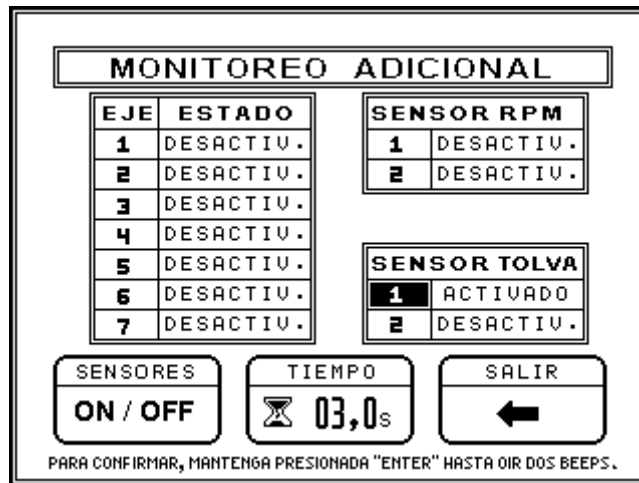 MONITOREO ADICIONAL
EJE ESTADO
1 DESACTIV.
2 DESACTIV.
3 DESACTIV.
4 DESACTIV.
5 DESACTIV.
6 DESACTIV.
7 DESACTIV.
SENSOR RPM
1 DESACTIV.
2 DESACTIV.
SENSOR TOLVA
1 ACTIVADO
2 DESACTIV.
SENSORES
ON / OFF
TIEMPO
03,0s
SALIR
PARA CONFIRMAR, MANTENGA PRESIONADA "ENTER" HASTA OIR DOS BEEPS.